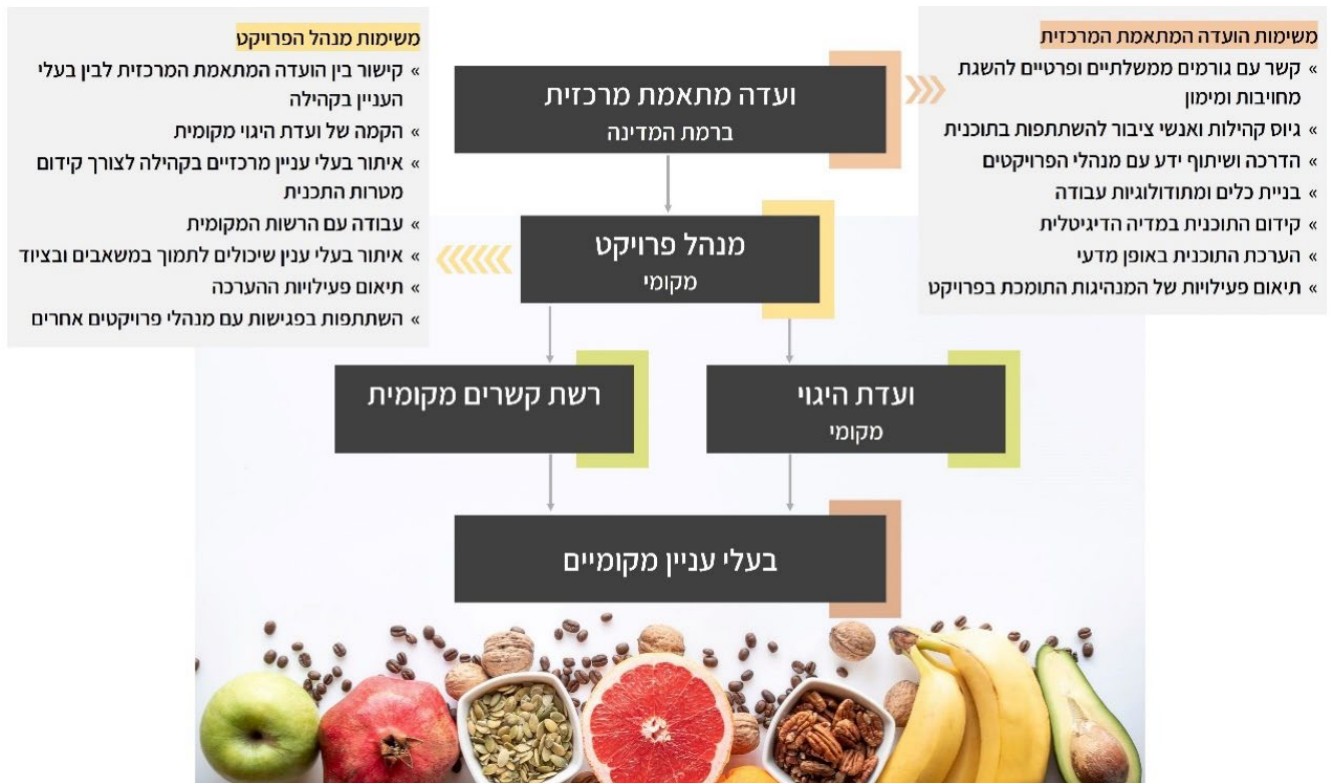 משימות הועדה המתאמת המרכזית
» קשר עם גורמים ממשלתיים ופרטיים להשגת
מחויבות ומימון
» גיוס קהילות ואנשי ציבור להשתתפות בתוכנית
» הדרכה ושיתוף ידע עם מנהלי הפרויקטים
» בניית כלים ומתודולוגיות עבודה
» קידום התוכנית במדיה הדיגיטלית
» הערכת התוכנית באופן מדעי
» תיאום פעילויות של המנהיגות התומכת בפרויקט
ועדה מתאמת מרכזית
ברמת המדינה
מנהל פרויקט
מקומי
משימות מנהל הפרויקט
» קישור בין הועדה המתאמת המרכזית לבין בעלי
העניין בקהילה
» הקמה של ועדת היגוי מקומית
» איתור בעלי עניין מרכזיים בקהילה לצורך קידום
מטרות התכנית
» עבודה עם הרשות המקומית
» איתור בעלי ענין שיכולים לתמוך במשאבים ובציוד
» תיאום פעילויות ההערכה
» השתתפות בפגישות עם מנהלי פרויקטים אחרים
ועדת היגוי
מקומי
רשת קשרים מקומית
בעלי עניין מקומיים